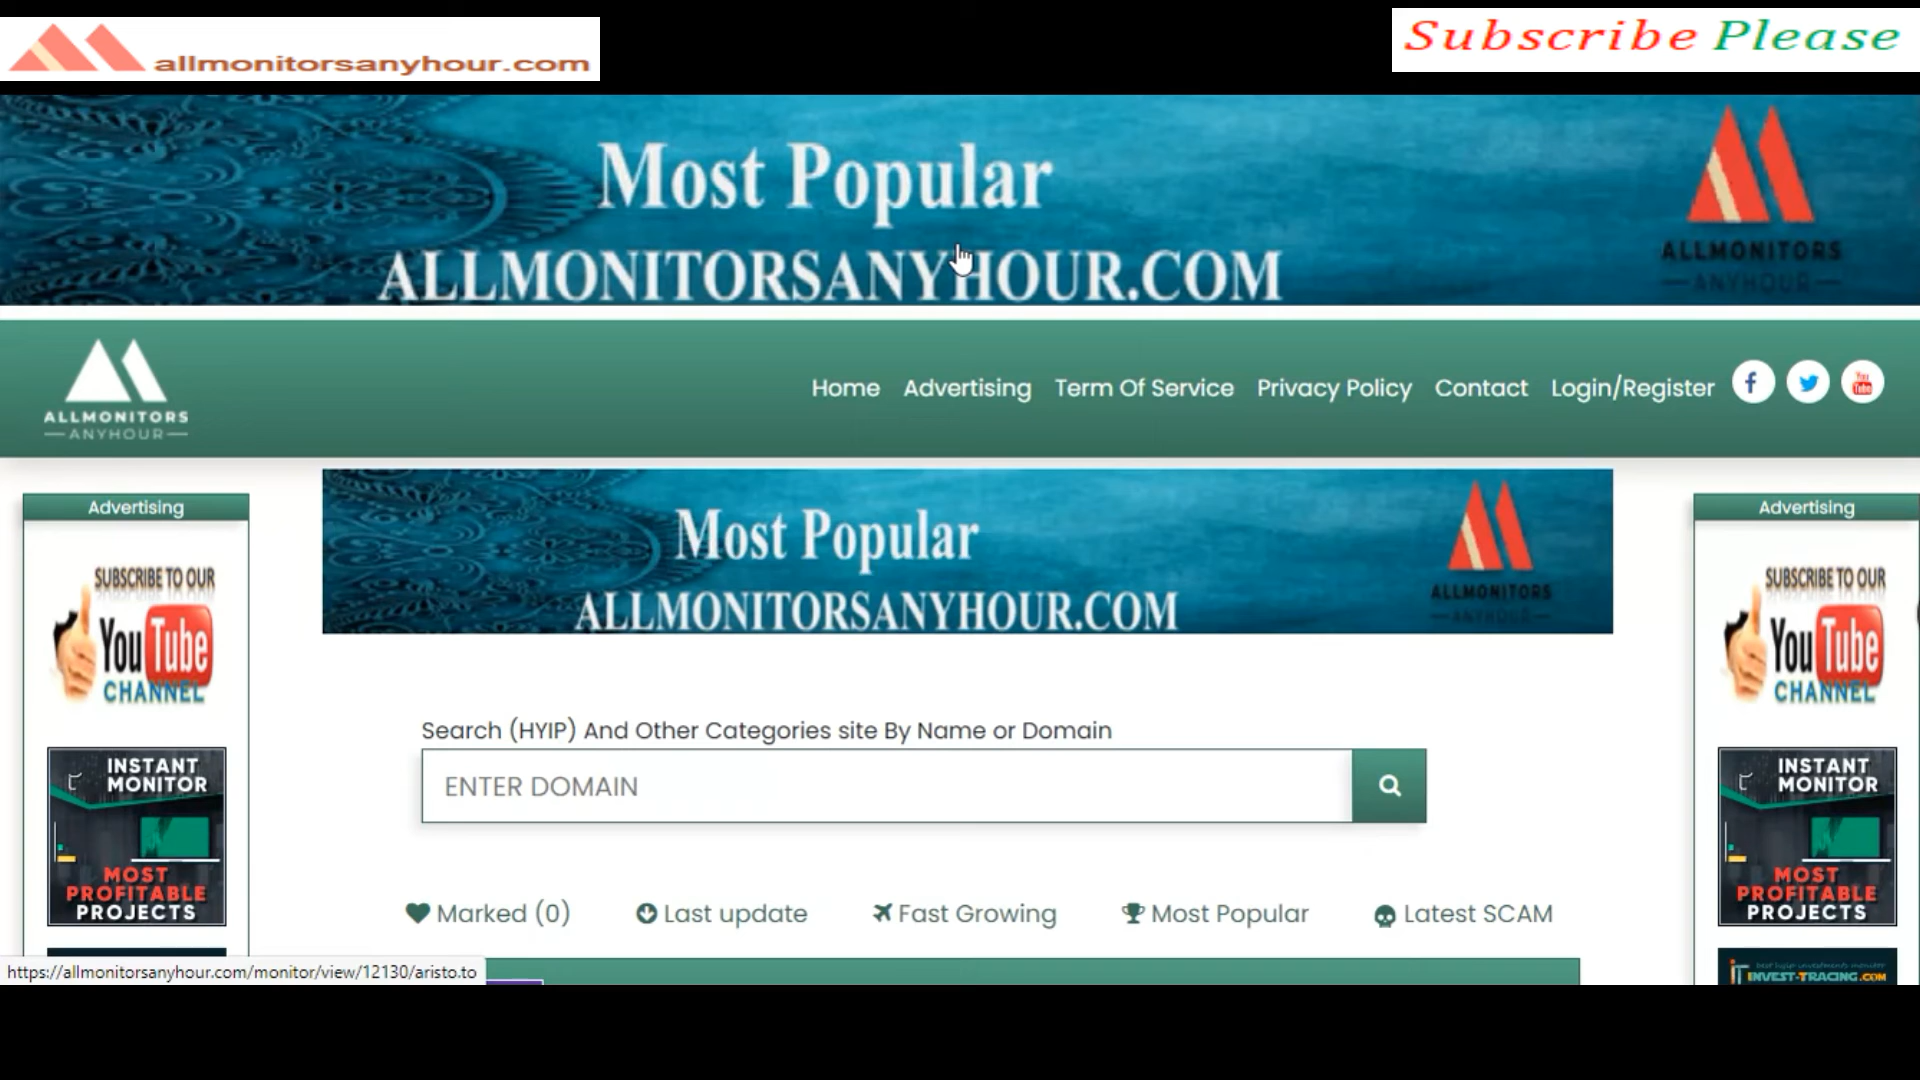 allmonitorsanyhour.com
Subscribe Please
Most Popular
ALLMONITORSANYHOUR.COM
ALLMONITORS
ANYHOUR
ALLMONITORS
ANYHOUR
Home Advertising Term Of Service Privacy Policy Contact Login/Register
You
Tube
Advertising
SUBSCRIBE TO OUR
YouTube
CHANNEL
INSTANT
MONITOR
MOST
PROFITABLE
PROJECTS
Most Popular
ALLMONITORSANYHOUR.COM
ALLMONITORS
ANYHOUR
Search (HYIP) And Other Categories site By Name or Domain
ENTER DOMAIN
Marked (0) Last update Fast Growing Most Popular Latest SCAM
Advertising
SUBSCRIBE TO OUR
YouTube
CHANNEL
INSTANT
MONITOR
MOST
PROFITABLE
PROJECTS
INVEST-TRACING.COM
https://allmonitorsanyhour.com/monitor/view/12130/aristo.to